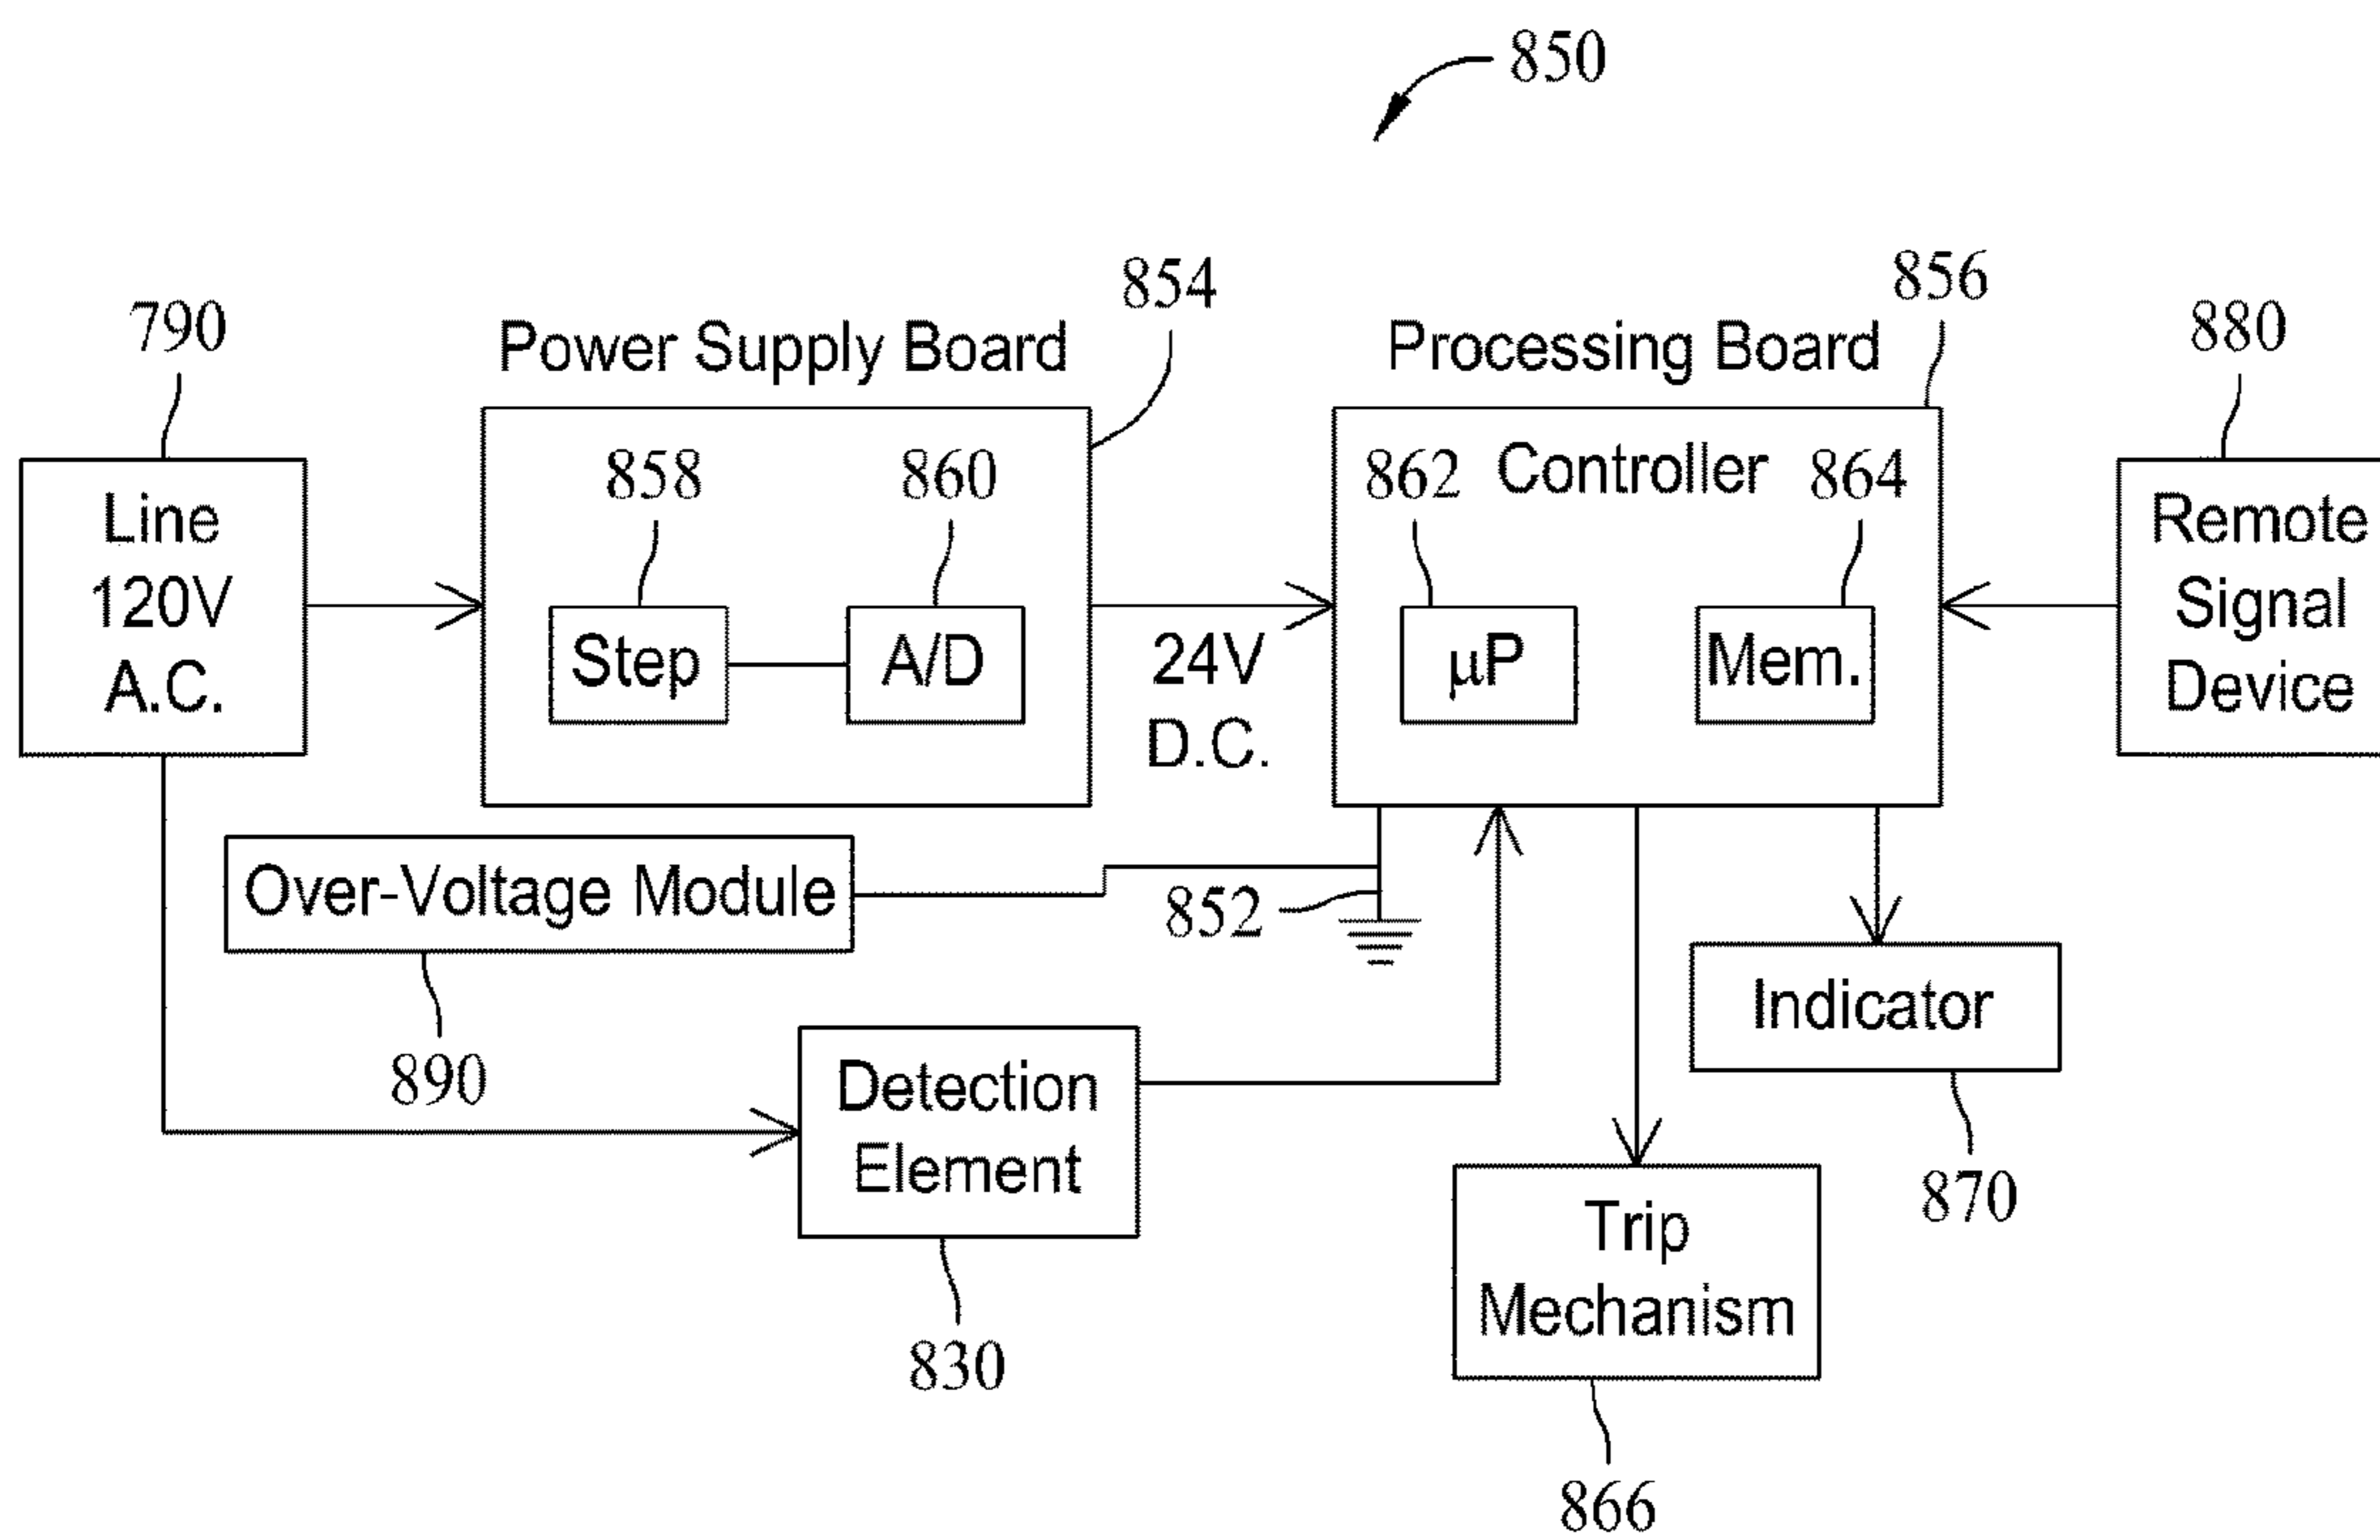 850
854
856
790
880
Power Supply Board
Processing Board
858
860
862
Controller
864
Line
120V
A.C.
Step
A/D
24V
D.C.
μP
Mem.
Remote
Signal
Device
Over-Voltage Module
852
890
Detection
Element
Indicator
830
870
Trip
Mechanism
866